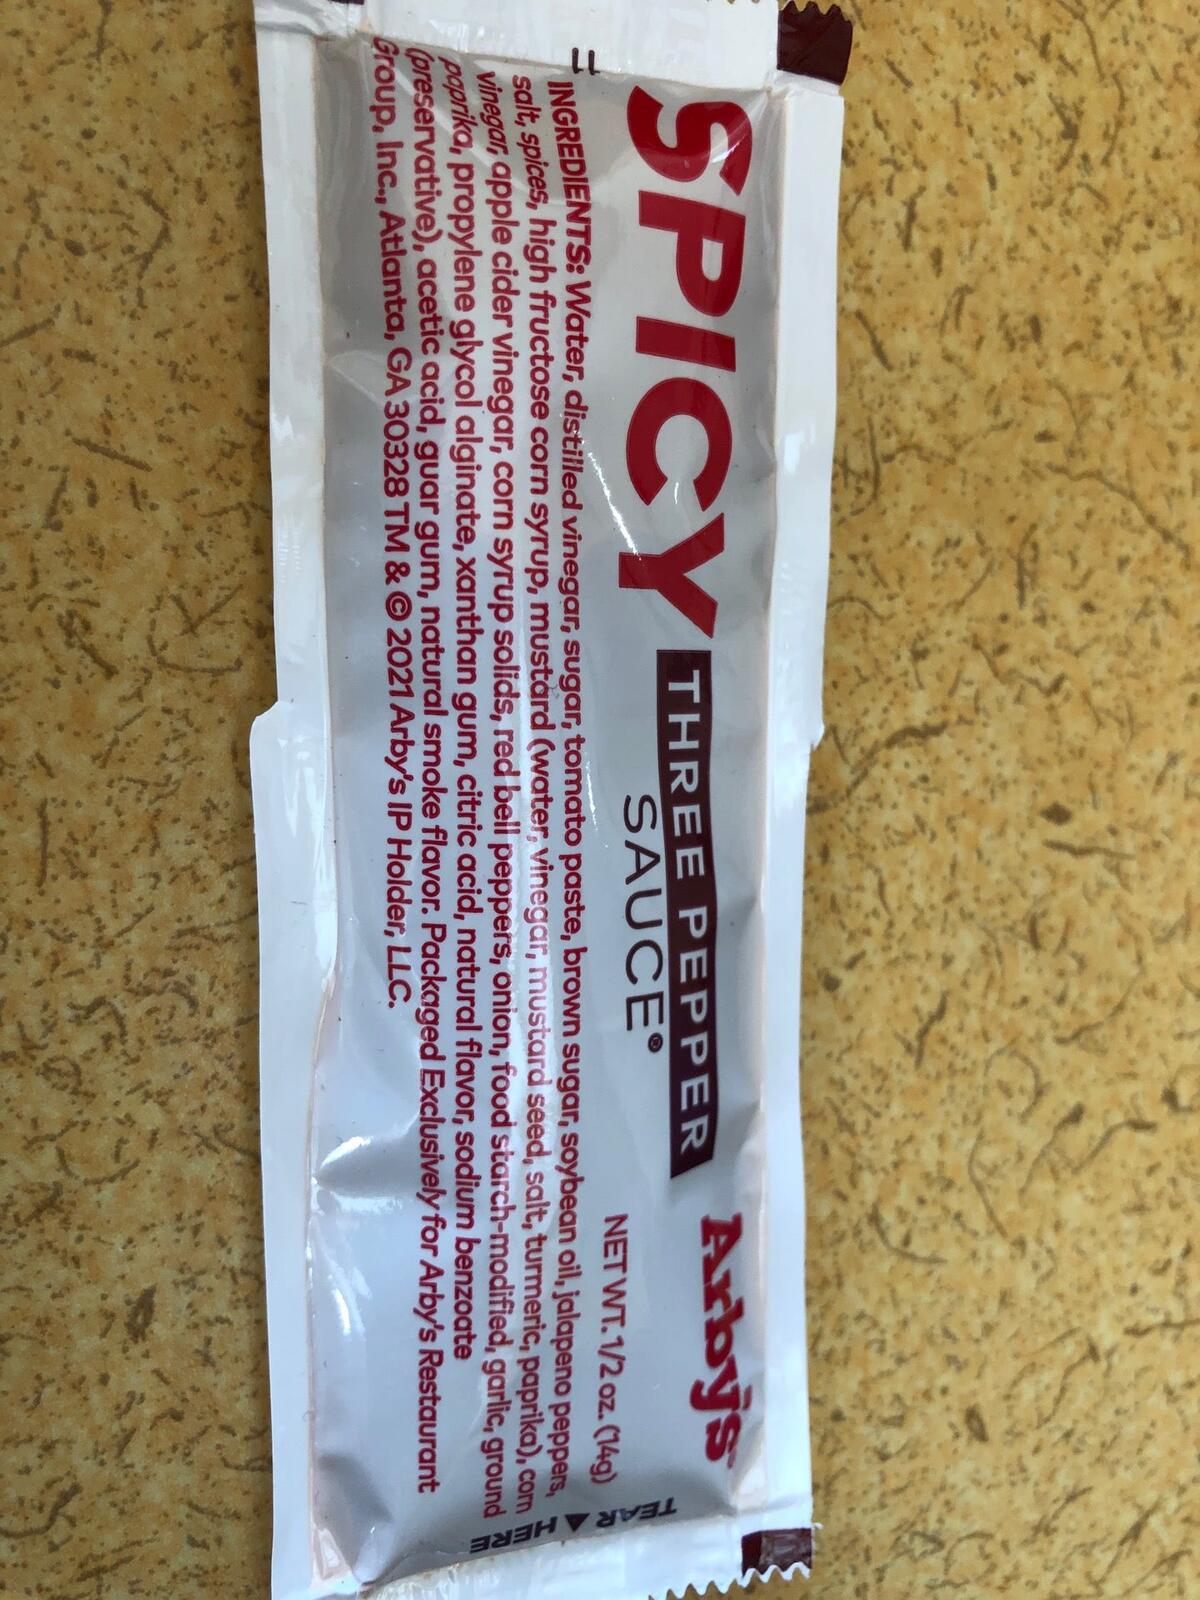 SPICY THREE PEPPER
SAUCE®
Arby's
NET WT. 1/2 oz. (14g)
INGREDIENTS: Water, distilled vinegar, sugar, tomato paste, brown sugar, soybean oil, jalapeno peppers,
salt, spices, high fructose corn syrup, mustard (water, vinegar, mustard seed, salt, turmeric, paprika), corn
vinegar, apple cider vinegar, corn syrup solids, red bell peppers, onion, food starch-modified, garlic, ground
paprika, propylene glycol alginate, xanthan gum, citric acid, natural flavor, sodium benzoate
(preservative), acetic acid, guar gum, natural smoke flavor. Packaged Exclusively for Arby's Restaurant
Group, Inc., Atlanta, GA 30328 TM & © 2021 Arby's IP Holder, LLC.
TEAR ▲ HERE